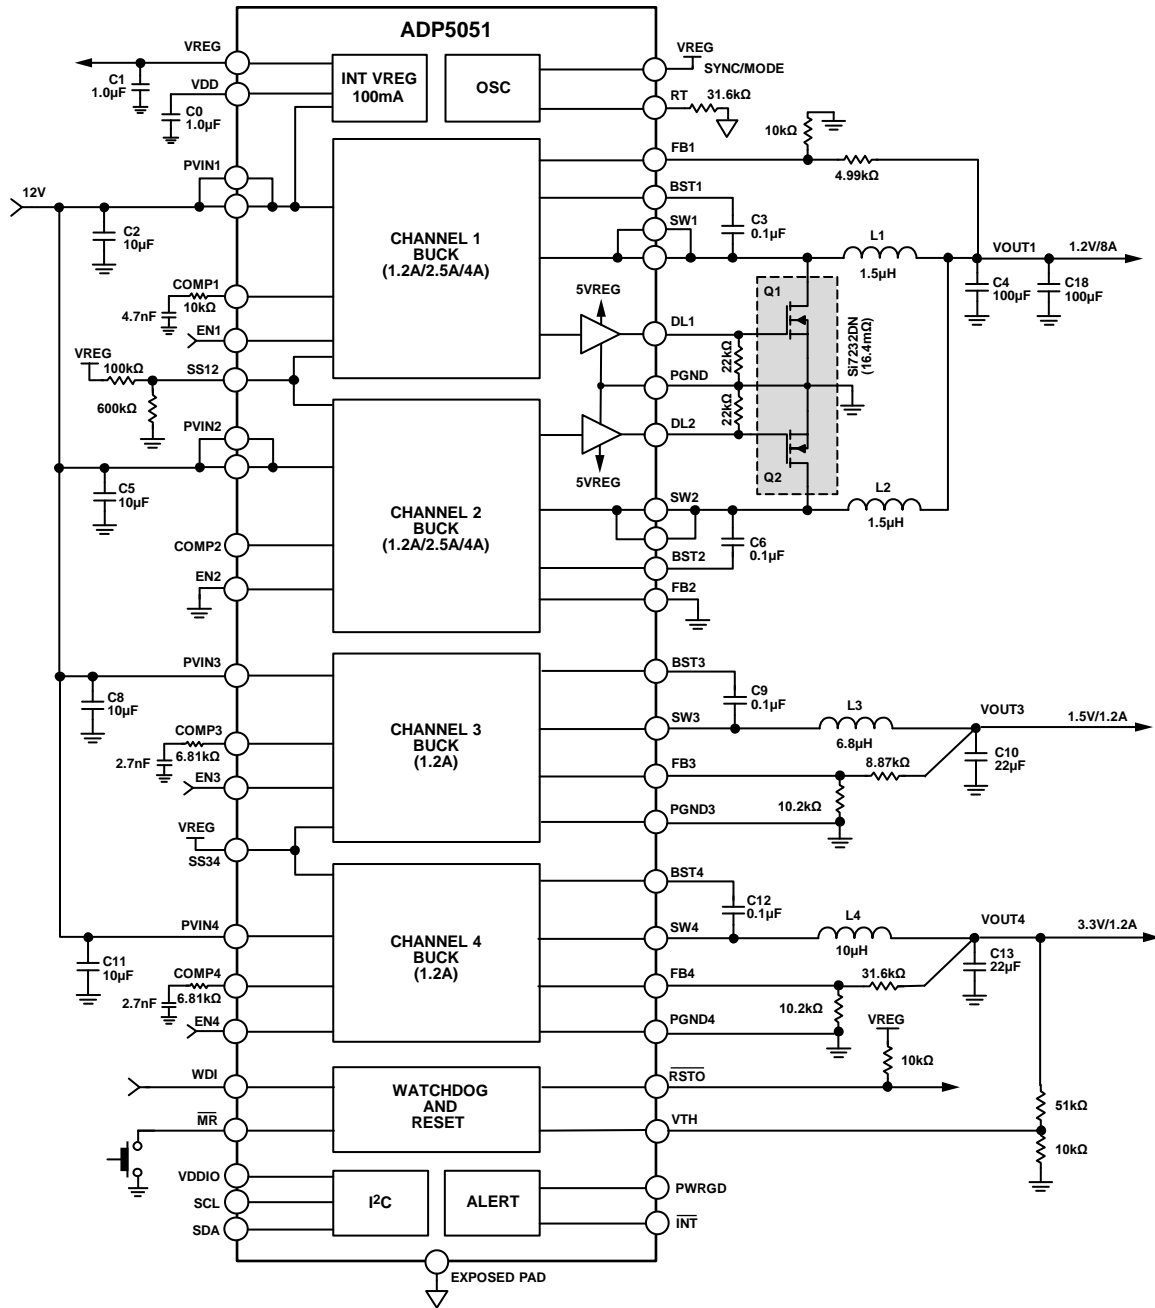 ADP5051
VREG
C1
1.0µF
VDD
C0
1.0µF
INT VREG
100mA
OSC
VREG
SYNC/MODE
RT
31.6kΩ
10kΩ
FB1
4.99kΩ
PVIN1
12V
C2
10µF
BST1
SW1
C3
0.1µF
CHANNEL 1
BUCK
(1.2A/2.5A/4A)
L1
1.5µH
VOUT1
1.2V/8A
C4
100µF
C18
100µF
COMP1
10kΩ
4.7nF
EN1
5VREG
DL1
Q1
22kΩ
Si7232DN
(16.4mΩ)
VREG
100kΩ
SS12
600kΩ
PGND
22kΩ
PVIN2
DL2
5VREG
Q2
C5
10µF
CHANNEL 2
BUCK
(1.2A/2.5A/4A)
SW2
L2
1.5µH
C6
0.1µF
COMP2
BST2
EN2
FB2
PVIN3
C8
10µF
BST3
C9
0.1µF
CHANNEL 3
BUCK
(1.2A)
SW3
L3
6.8µH
VOUT3
1.5V/1.2A
C10
22µF
COMP3
6.81kΩ
2.7nF
EN3
FB3
8.87kΩ
10.2kΩ
PGND3
VREG
SS34
BST4
C12
0.1µF
PVIN4
C11
10µF
CHANNEL 4
BUCK
(1.2A)
SW4
L4
10µH
VOUT4
3.3V/1.2A
C13
22µF
COMP4
6.81kΩ
2.7nF
EN4
FB4
31.6kΩ
10.2kΩ
PGND4
VREG
10kΩ
WDI
WATCHDOG
AND
RESET
RSTO
MR
VTH
51kΩ
10kΩ
VDDIO
SCL
SDA
I2C
ALERT
PWRGD
INT
EXPOSED PAD